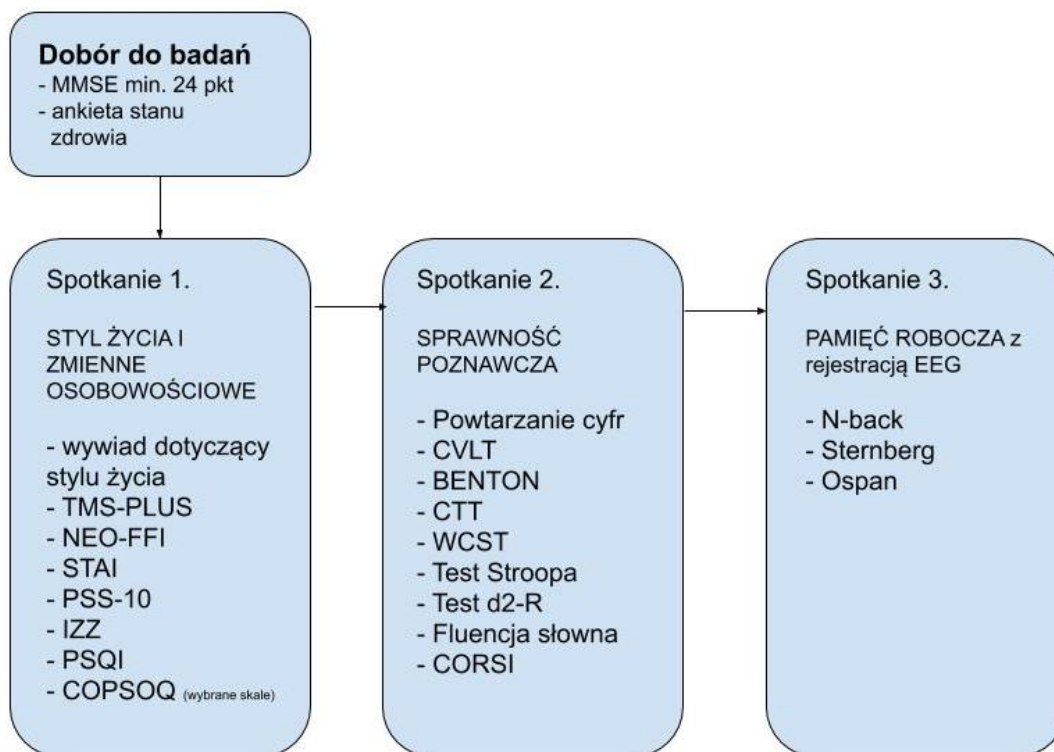 Dobór do badań
- MMSE min. 24 pkt
- ankieta stanu
zdrowia
Spotkanie 1.
STYL ŻYCIA I
ZMIENNE
OSOBOWOŚCIOWE
- wywiad dotyczący
stylu życia
- TMS-PLUS
- NEO-FFI
- STAI
- PSS-10
- IZZ
- PSQI
- COPSOQ (wybrane skale)
Spotkanie 2.
SPRAWNOŚĆ
POZNAWCZA
- Powtarzanie cyfr
- CVLT
- BENTON
- CTT
- WCST
- Test Stroopa
- Test d2-R
- Fluencja słowna
- CORSI
Spotkanie 3.
PAMIĘĆ ROBOCZA z
rejestracją EEG
- N-back
- Sternberg
- Ospan